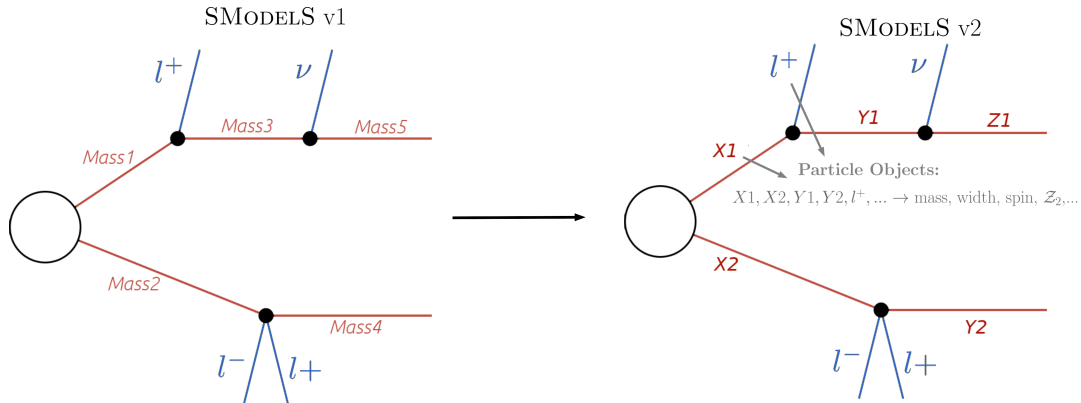 SMODELS v1
l+
ν
Mass3
Mass5
Mass1
Mass2
Mass4
l−
l+
SMODELS v2
l+
ν
Y1
Z1
X1
Particle Objects:
X1, X2, Y1, Y2, l+, ... → mass, width, spin, Z2,...
X2
Y2
l−
l+